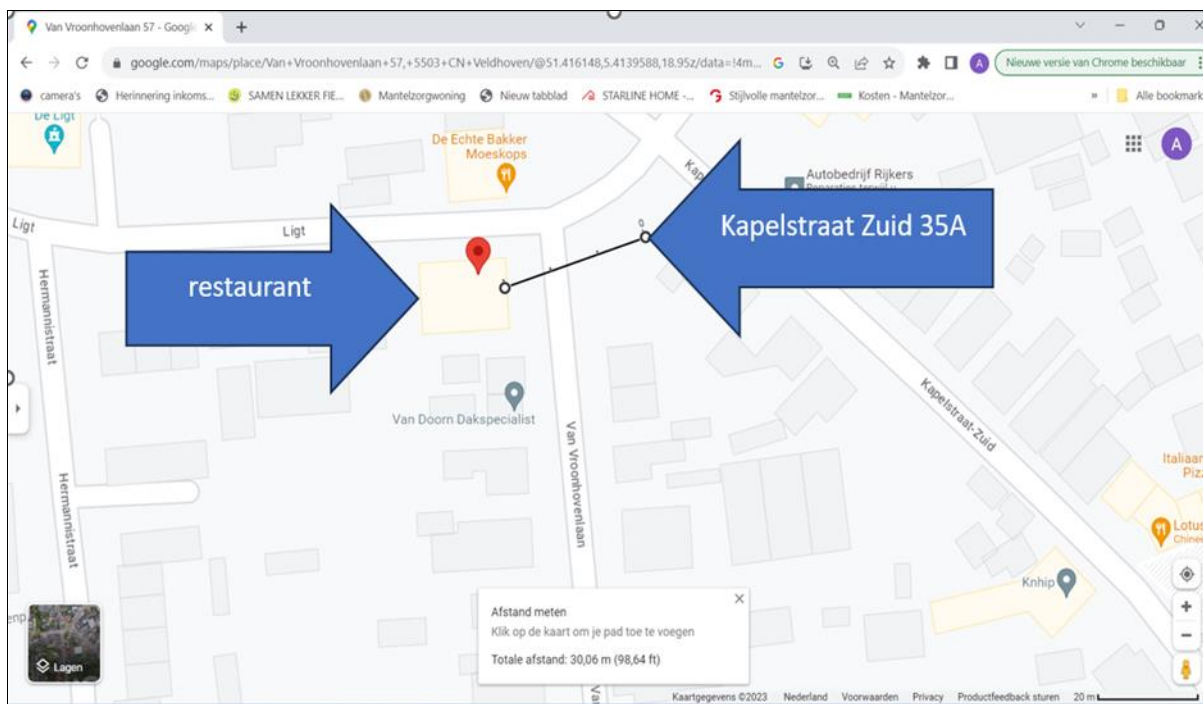 Van Vroonhovenlaan 57 - Googl
google.com/maps/place/Van+Vroonhovenlaan+57,+5503+CN+Veldhoven/@51.416148,5.4139588,18.95z/data=!4m...
A
Nieuwe versie van Chrome beschikbaar
camera's
Herinnering inkoms...
SAMEN LEKKER FIE...
Mantelzorgwoning
Nieuw tabblad
STARLINE HOME -...
Stijlvolle mantelzor...
Kosten - Mantelzor...
»
Alle bookmark
De Ligt
De Echte Bakker
Moeskops
A
Autobedrijf Rijkers
Ligt
Ligt
Kapelstraat Zuid 35A
restaurant
Hermannistraat
Van Doorn Dakspecialist
Van Vroonhovenlaan
Kapelstraat-Zuid
Italiaan
Pizz
Hermannistraat
Lotus
Chinee
Knhip
Afstand meten
Klik op de kaart om je pad toe te voegen
Totale afstand: 30,06 m (98,64 ft)
Lagen
Va
Kaartgegevens ©2023
Nederland
Voorwaarden
Privacy
Productfeedback sturen
20 m